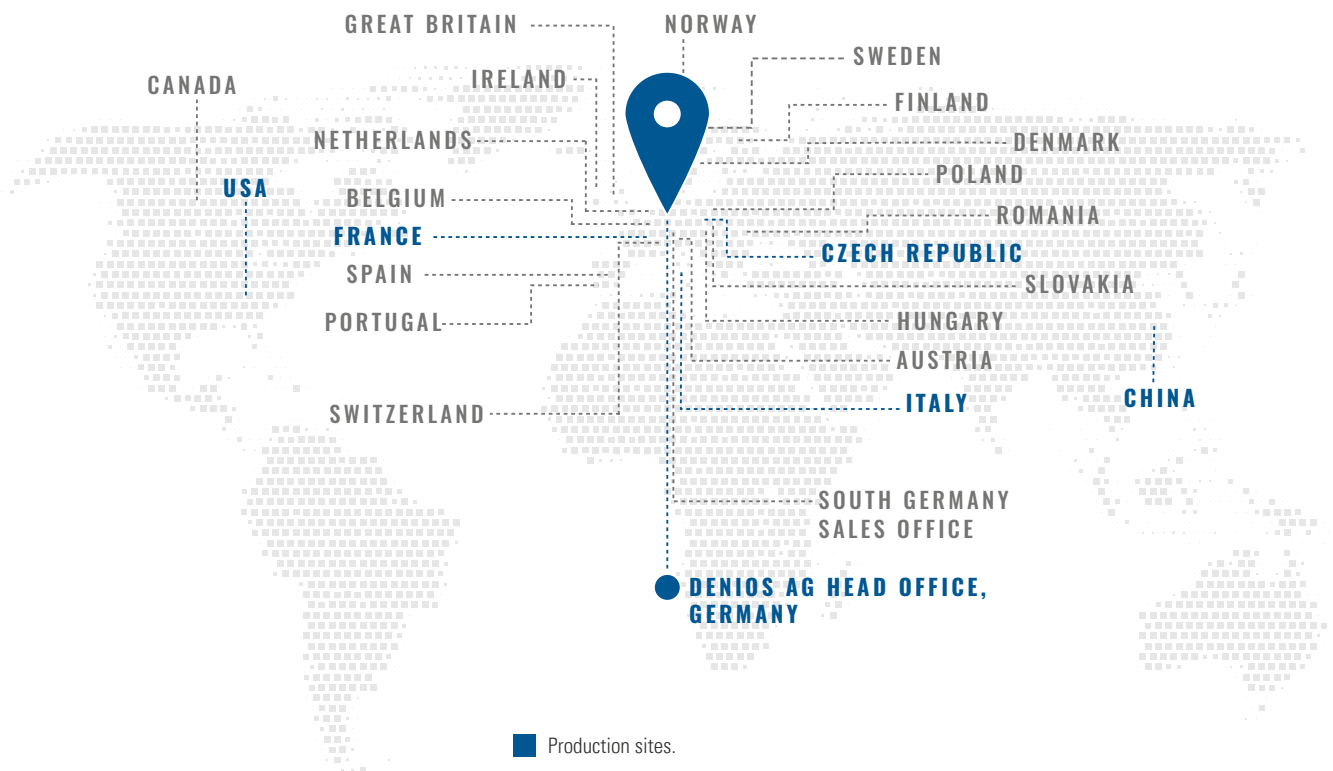 GREAT BRITAIN
NORWAY
SWEDEN
CANADA
IRELAND
FINLAND
NETHERLANDS
DENMARK
POLAND
USA
BELGIUM
ROMANIA
FRANCE
CZECH REPUBLIC
SPAIN
SLOVAKIA
PORTUGAL
HUNGARY
AUSTRIA
ITALY
CHINA
SWITZERLAND
SOUTH GERMANY
SALES OFFICE
DENIOS AG HEAD OFFICE,
GERMANY
Production sites.